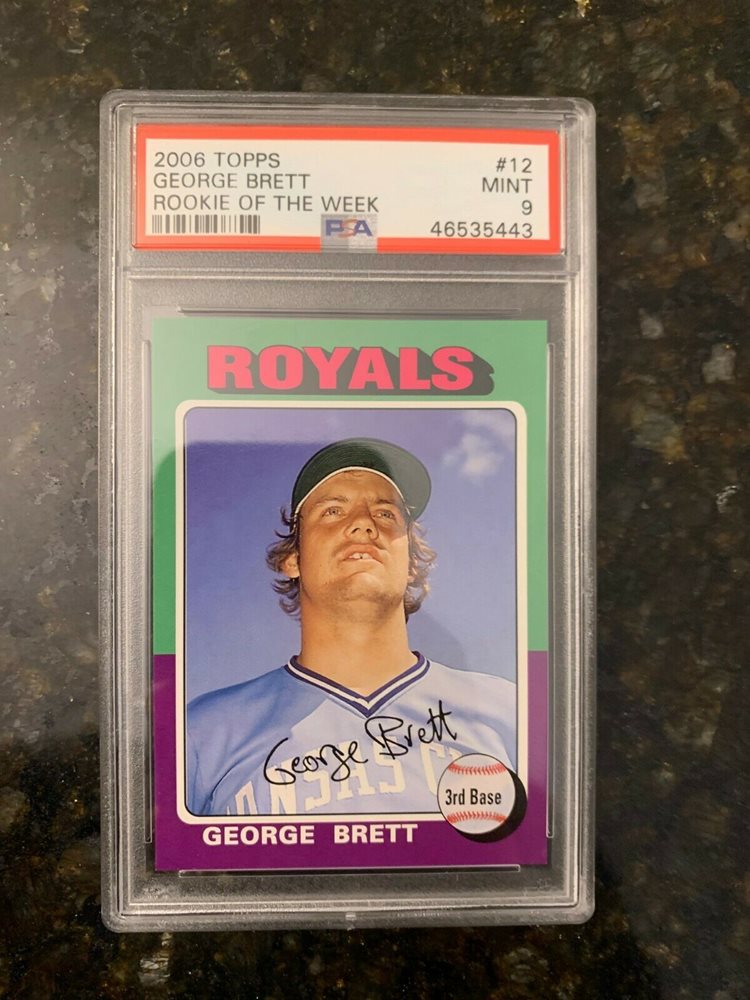 2006 TOPPS #12
GEORGE BRETT MINT
ROOKIE OF THE WEEK 9
PSA 46535443
ROYALS
George Brett
KANSAS C
3rd Base
GEORGE BRETT